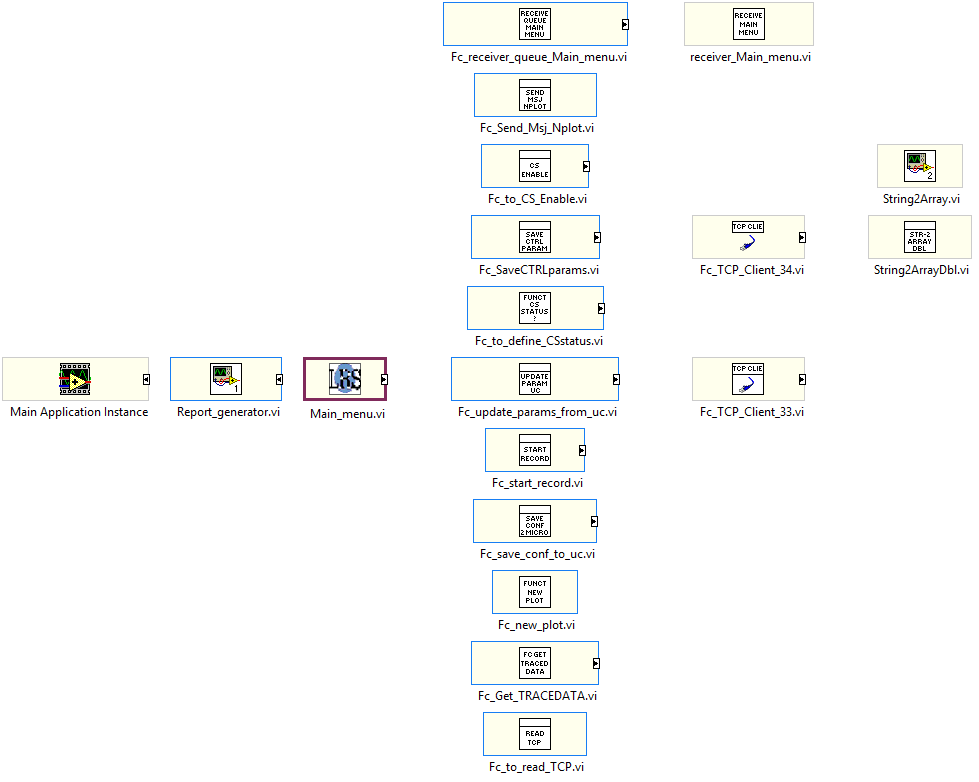 RECEIVE
QUEUE
MAIN
MENU
Fc_receiver_queue_Main_menu.vi
RECEIVE
MAIN
MENU
receiver_Main_menu.vi
SEND
MSJ
NPLOT
Fc_Send_Msj_Nplot.vi
CS
ENABLE
Fc_to_CS_Enable.vi
2
String2Array.vi
SAVE
CTRL
PARAM
Fc_SaveCTRLparams.vi
TCP CLIE
Fc_TCP_Client_34.vi
STR-2
ARRAY
DBL
String2ArrayDbl.vi
FUNCT
CS
STATUS
?
Fc_to_define_CSstatus.vi
Main Application Instance
1
Report_generator.vi
Main_menu.vi
UPDATE
PARAM
UC
Fc_update_params_from_uc.vi
TCP CLIE
Fc_TCP_Client_33.vi
START
RECORD
Fc_start_record.vi
SAVE
CONF
2 MICRO
Fc_save_conf_to_uc.vi
FUNCT
NEW
PLOT
Fc_new_plot.vi
FC GET
TRACED
DATA
Fc_Get_TRACEDATA.vi
READ
TCP
Fc_to_read_TCP.vi